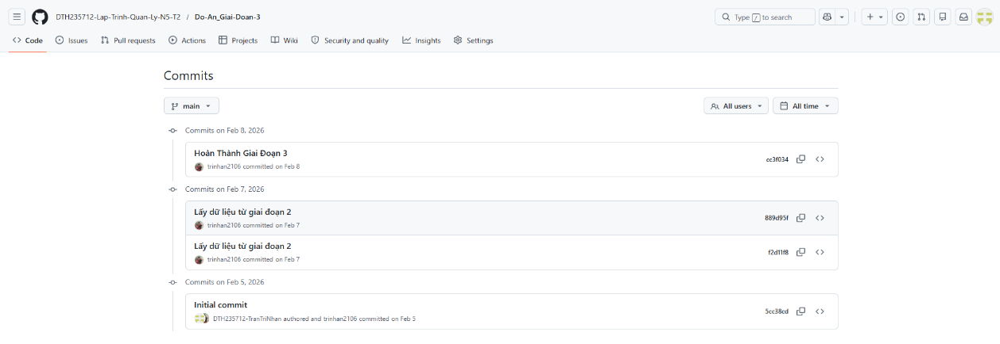 DTH235712-Lap-Trinh-Quan-Ly-N5-T2 / Do-An_Giai-Doan-3
Type / to search
Code Issues Pull requests Actions Projects Wiki Security and quality Insights Settings
Commits
main All users All time
Commits on Feb 8, 2026
Hoàn Thành Giai Đoạn 3
cc3f034
trinhan2106 committed on Feb 8
Commits on Feb 7, 2026
Lấy dữ liệu từ giai đoạn 2
889d95f
trinhan2106 committed on Feb 7
Lấy dữ liệu từ giai đoạn 2
f2d11f8
trinhan2106 committed on Feb 7
Commits on Feb 5, 2026
Initial commit
5cc38cd
DTH235712-TranTriNhan authored and trinhan2106 committed on Feb 5